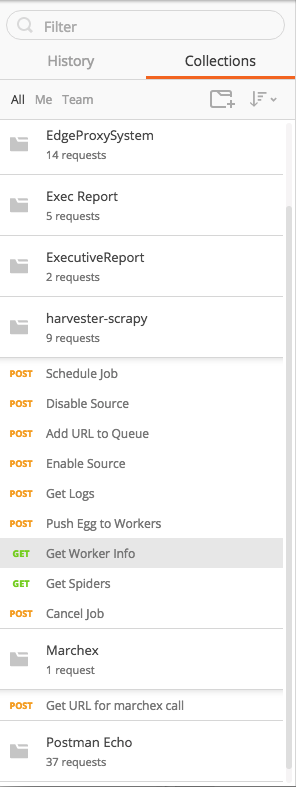 Filter
History Collections
All Me Team
EdgeProxySystem
14 requests
Exec Report
5 requests
ExecutiveReport
2 requests
harvester-scrapy
9 requests
POST Schedule Job
POST Disable Source
POST Add URL to Queue
POST Enable Source
POST Get Logs
POST Push Egg to Workers
GET Get Worker Info
GET Get Spiders
POST Cancel Job
Marchex
1 request
POST Get URL for marchex call
Postman Echo
37 requests